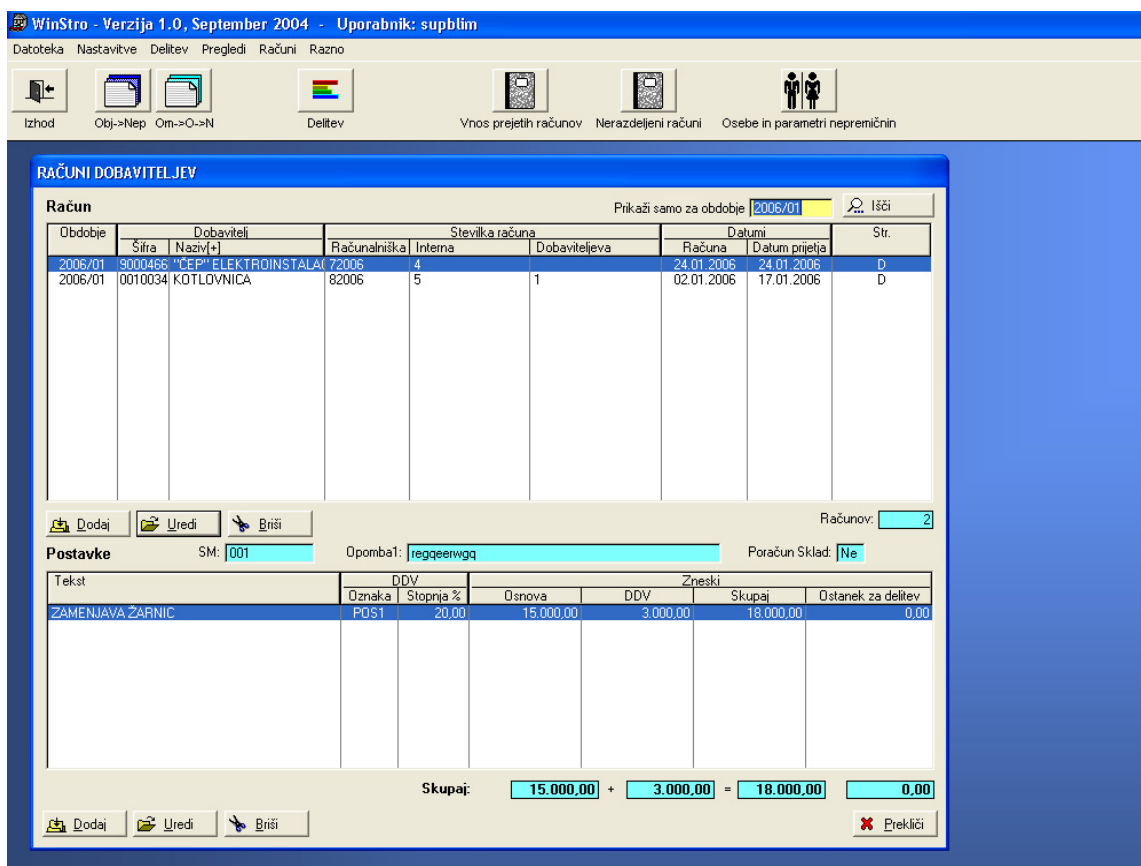 WinStro - Verzija 1.0, September 2004 - Uporabnik: supblim
Datoteka Nastavitve Delitev Pregledi Računi Razno
Izhod Obj->Nep Om->O->N Delitev Vnos prejetih računov Nerazdeljeni računi Osebe in parametri nepremičnin
RAČUNI DOBAVITELJEV
Račun Prikaži samo za obdobje 2006/01 Išči
Obdobje Dobavitelj Stevilka računa Datumi Str.
Šifra Naziv[+] Računalniška Interna Dobaviteljeva Računa Datum prijetja
2006/01 9000466 "ČEP" ELEKTROINSTALA( 72006 4 24.01.2006 24.01.2006 D
2006/01 0010034 KOTLOVNICA 82006 5 1 02.01.2006 17.01.2006 D
Dodaj Uredi Briši Računov: 2
Postavke SM: 001 Opomba1: regqeerwgq Poračun Sklad: Ne
Tekst DDV Zneski
Oznaka Stopnja % Osnova DDV Skupaj Ostanek za delitev
ZAMENJAVA ŽARNIC POS1 20,00 15.000,00 3.000,00 18.000,00 0,00
Skupaj: 15.000,00 + 3.000,00 = 18.000,00 0,00
Dodaj Uredi Briši Prekliči